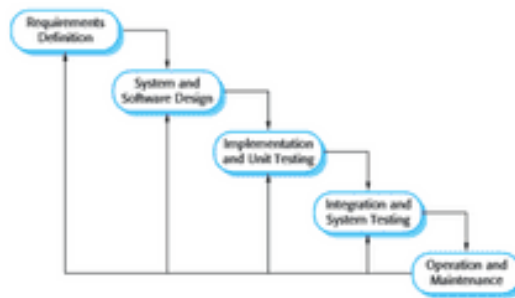 Requirements
Definition
System and
Software Design
Implementation
and Unit Testing
Integration and
System Testing
Operation and
Maintenance